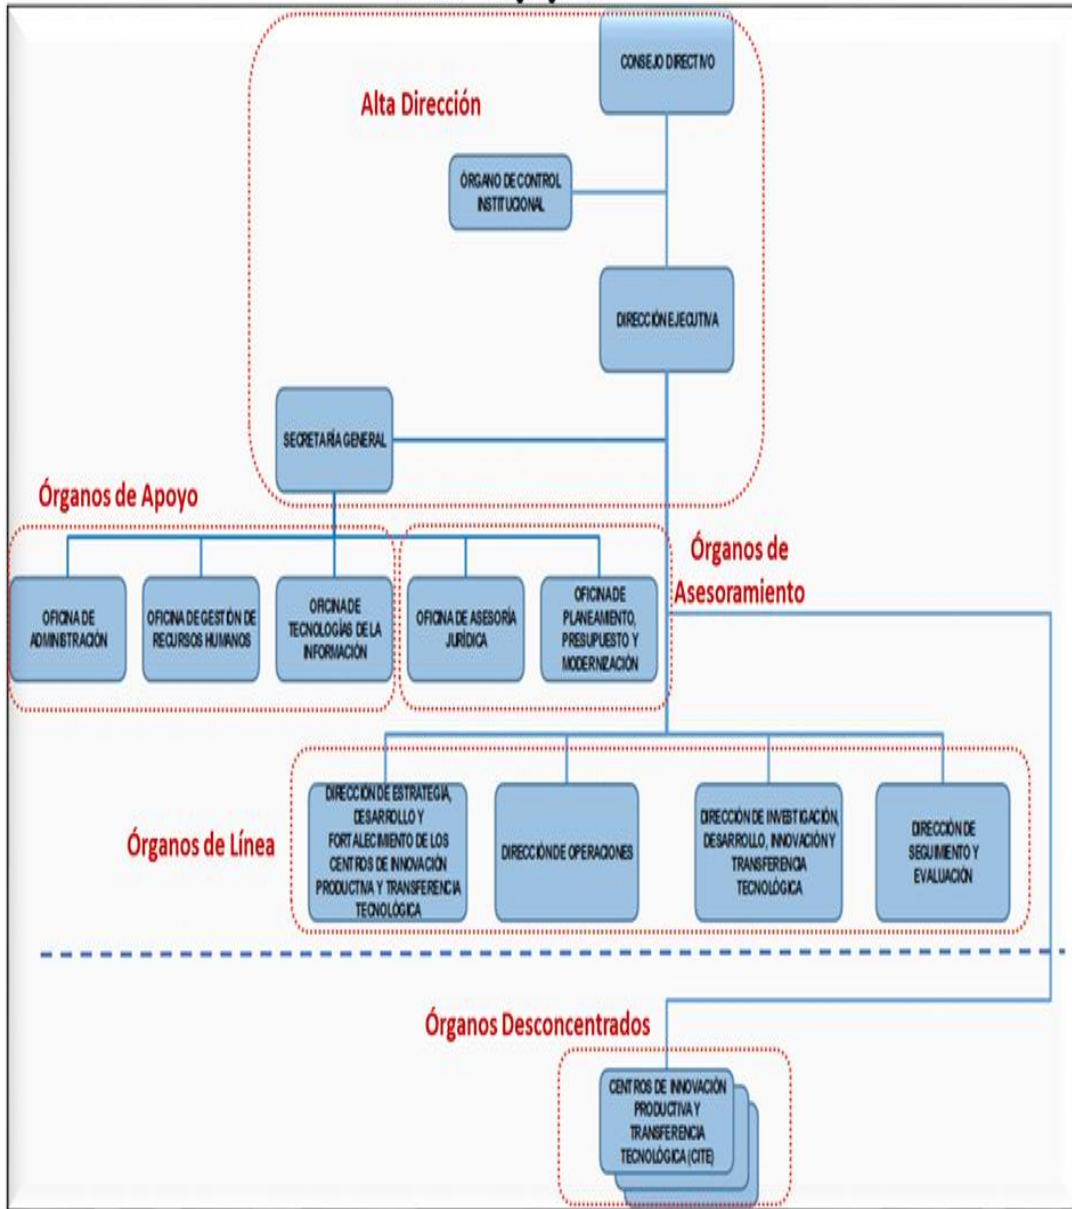 CONSEJO DIRECTIVO
Alta Dirección
ÓRGANO DE CONTROL
INSTITUCIONAL
DIRECCIÓN EJECUTIVA
SECRETARÍA GENERAL
Órganos de Apoyo
Órganos de
Asesoramiento
OFICINA DE
ADMINISTRACIÓN
OFICINA DE GESTIÓN DE
RECURSOS HUMANOS
OFICINA DE
TECNOLOGÍAS DE LA
INFORMACIÓN
OFICINA DE ASESORÍA
JURÍDICA
OFICINA DE
PLANEAMIENTO,
PRESUPUESTO Y
MODERNIZACIÓN
Órganos de Línea
DIRECCIÓN DE ESTRATEGIA,
DESARROLLO Y
FORTALECIMIENTO DE LOS
CENTROS DE INNOVACIÓN
PRODUCTIVA Y TRANSFERENCIA
TECNOLÓGICA
DIRECCIÓN DE OPERACIONES
DIRECCIÓN DE INVESTIGACIÓN,
DESARROLLO, INNOVACIÓN Y
TRANSFERENCIA
TECNOLÓGICA
DIRECCIÓN DE
SEGUIMIENTO Y
EVALUACIÓN
Órganos Desconcentrados
CENTROS DE INNOVACIÓN
PRODUCTIVA Y
TRANSFERENCIA
TECNOLÓGICA (CITE)